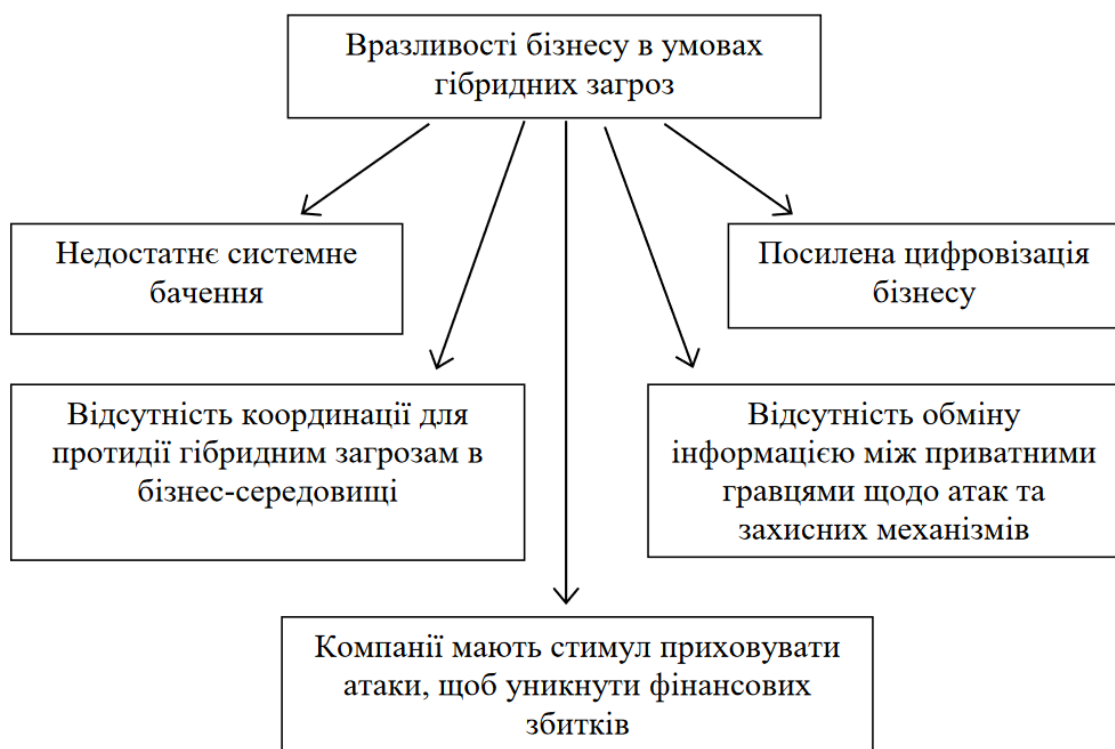 Вразливості бізнесу в умовах
гібридних загроз
Недостатнє системне
бачення
Посилена цифровізація
бізнесу
Відсутність координації для
протидії гібридним загрозам в
бізнес-середовищі
Відсутність обміну
інформацією між приватними
гравцями щодо атак та
захисних механізмів
Компанії мають стимул приховувати
атаки, щоб уникнути фінансових
збитків